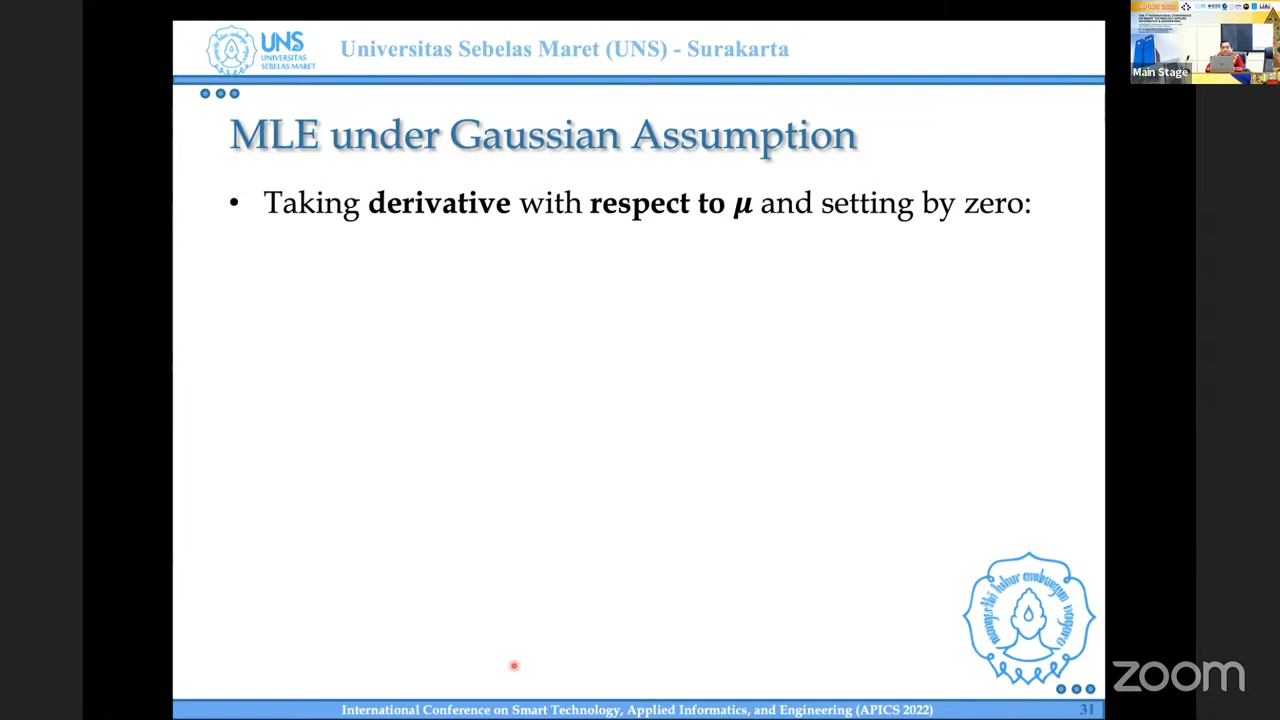 UNS
UNIVERSITAS
SEBELAS MARET
Universitas Sebelas Maret (UNS) - Surakarta
Main Stage
MLE under Gaussian Assumption
• Taking derivative with respect to μ and setting by zero:
zoom
International Conference on Smart Technology, Applied Informatics, and Engineering (APICS 2022)
31